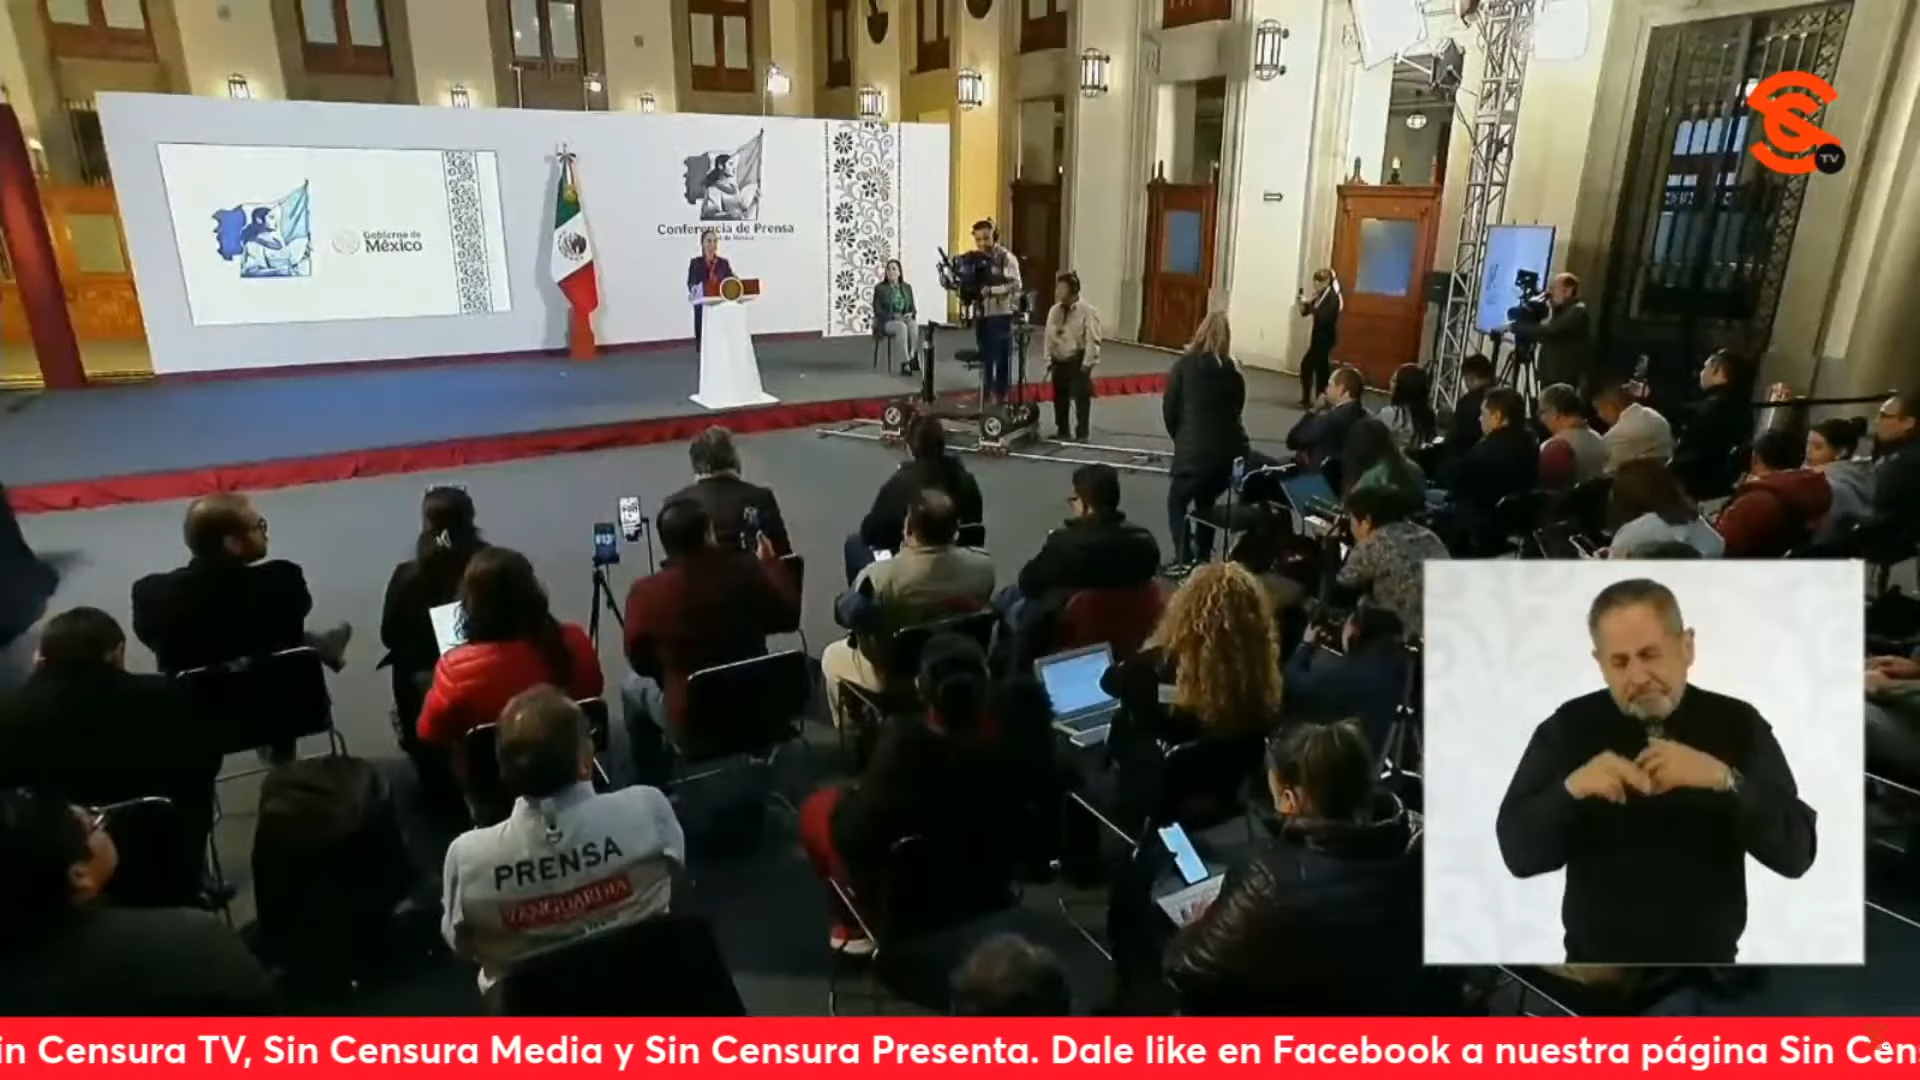 TV
Gobierno de
México
Conferencia de Prensa
PRENSA
VANGUARDIA
in Censura TV, Sin Censura Media y Sin Censura Presenta. Dale like en Facebook a nuestra página Sin Cen